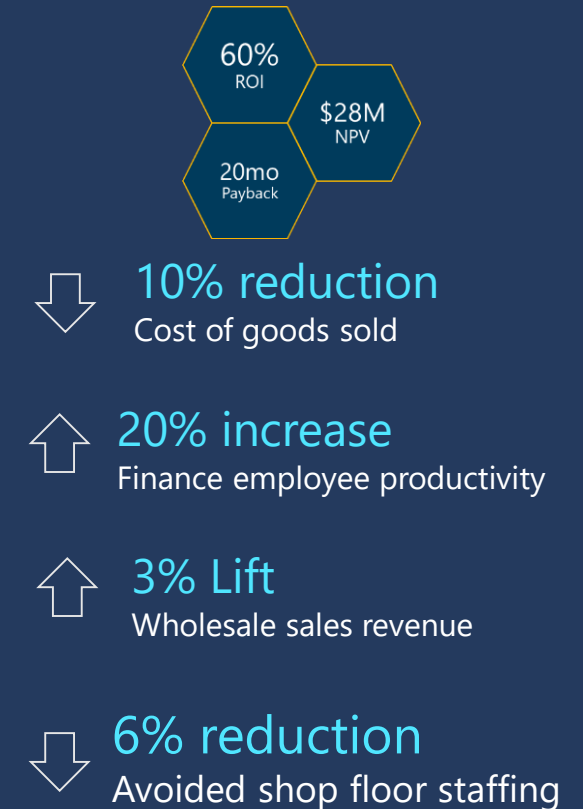 60%
ROI
$28M
NPV
20mo
Payback
10% reduction
Cost of goods sold
20% increase
Finance employee productivity
3% Lift
Wholesale sales revenue
6% reduction
Avoided shop floor staffing